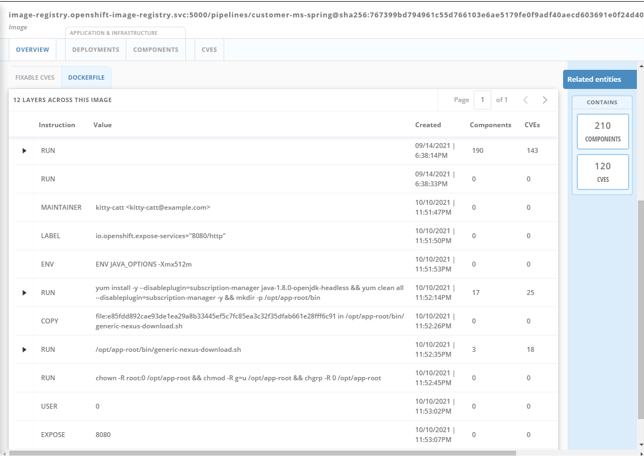 image-registry.openshift-image-registry.svc:5000/pipelines/customer-ms-spring@sha256:767399bd794961c55d766103e6ae5179fe0f9adf40aecd603691e0f24d40
Image
APPLICATION & INFRASTRUCTURE
OVERVIEW DEPLOYMENTS COMPONENTS CVES
FIXABLE CVES DOCKERFILE
Related entities
12 LAYERS ACROSS THIS IMAGE Page 1 of 1
CONTAINS
210
COMPONENTS
120
CVES
Instruction Value Created Components CVEs
RUN 09/14/2021 | 6:38:14PM 190 143
RUN 09/14/2021 | 6:38:33PM 0 0
MAINTAINER kitty-catt <kitty-catt@example.com> 10/10/2021 | 11:51:47PM 0 0
LABEL io.openshift.expose-services="8080/http" 10/10/2021 | 11:51:50PM 0 0
ENV ENV JAVA_OPTIONS -Xmx512m 10/10/2021 | 11:51:53PM 0 0
RUN yum install -y --disableplugin=subscription-manager java-1.8.0-openjdk-headless && yum clean all
--disableplugin=subscription-manager -y && mkdir -p /opt/app-root/bin 10/10/2021 | 11:52:14PM 17 25
COPY file:e85fdd892cae93de1ea29a8b33445ef5c7fc85ea3c32f35dfab661e28fff6c91 in /opt/app-root/bin/
generic-nexus-download.sh 10/10/2021 | 11:52:26PM 0 0
RUN /opt/app-root/bin/generic-nexus-download.sh 10/10/2021 | 11:52:35PM 3 18
RUN chown -R root:0 /opt/app-root && chmod -R g=u /opt/app-root && chgrp -R 0 /opt/app-root 10/10/2021 | 11:52:45PM 0 0
USER 0 10/10/2021 | 11:53:02PM 0 0
EXPOSE 8080 10/10/2021 | 11:53:07PM 0 0